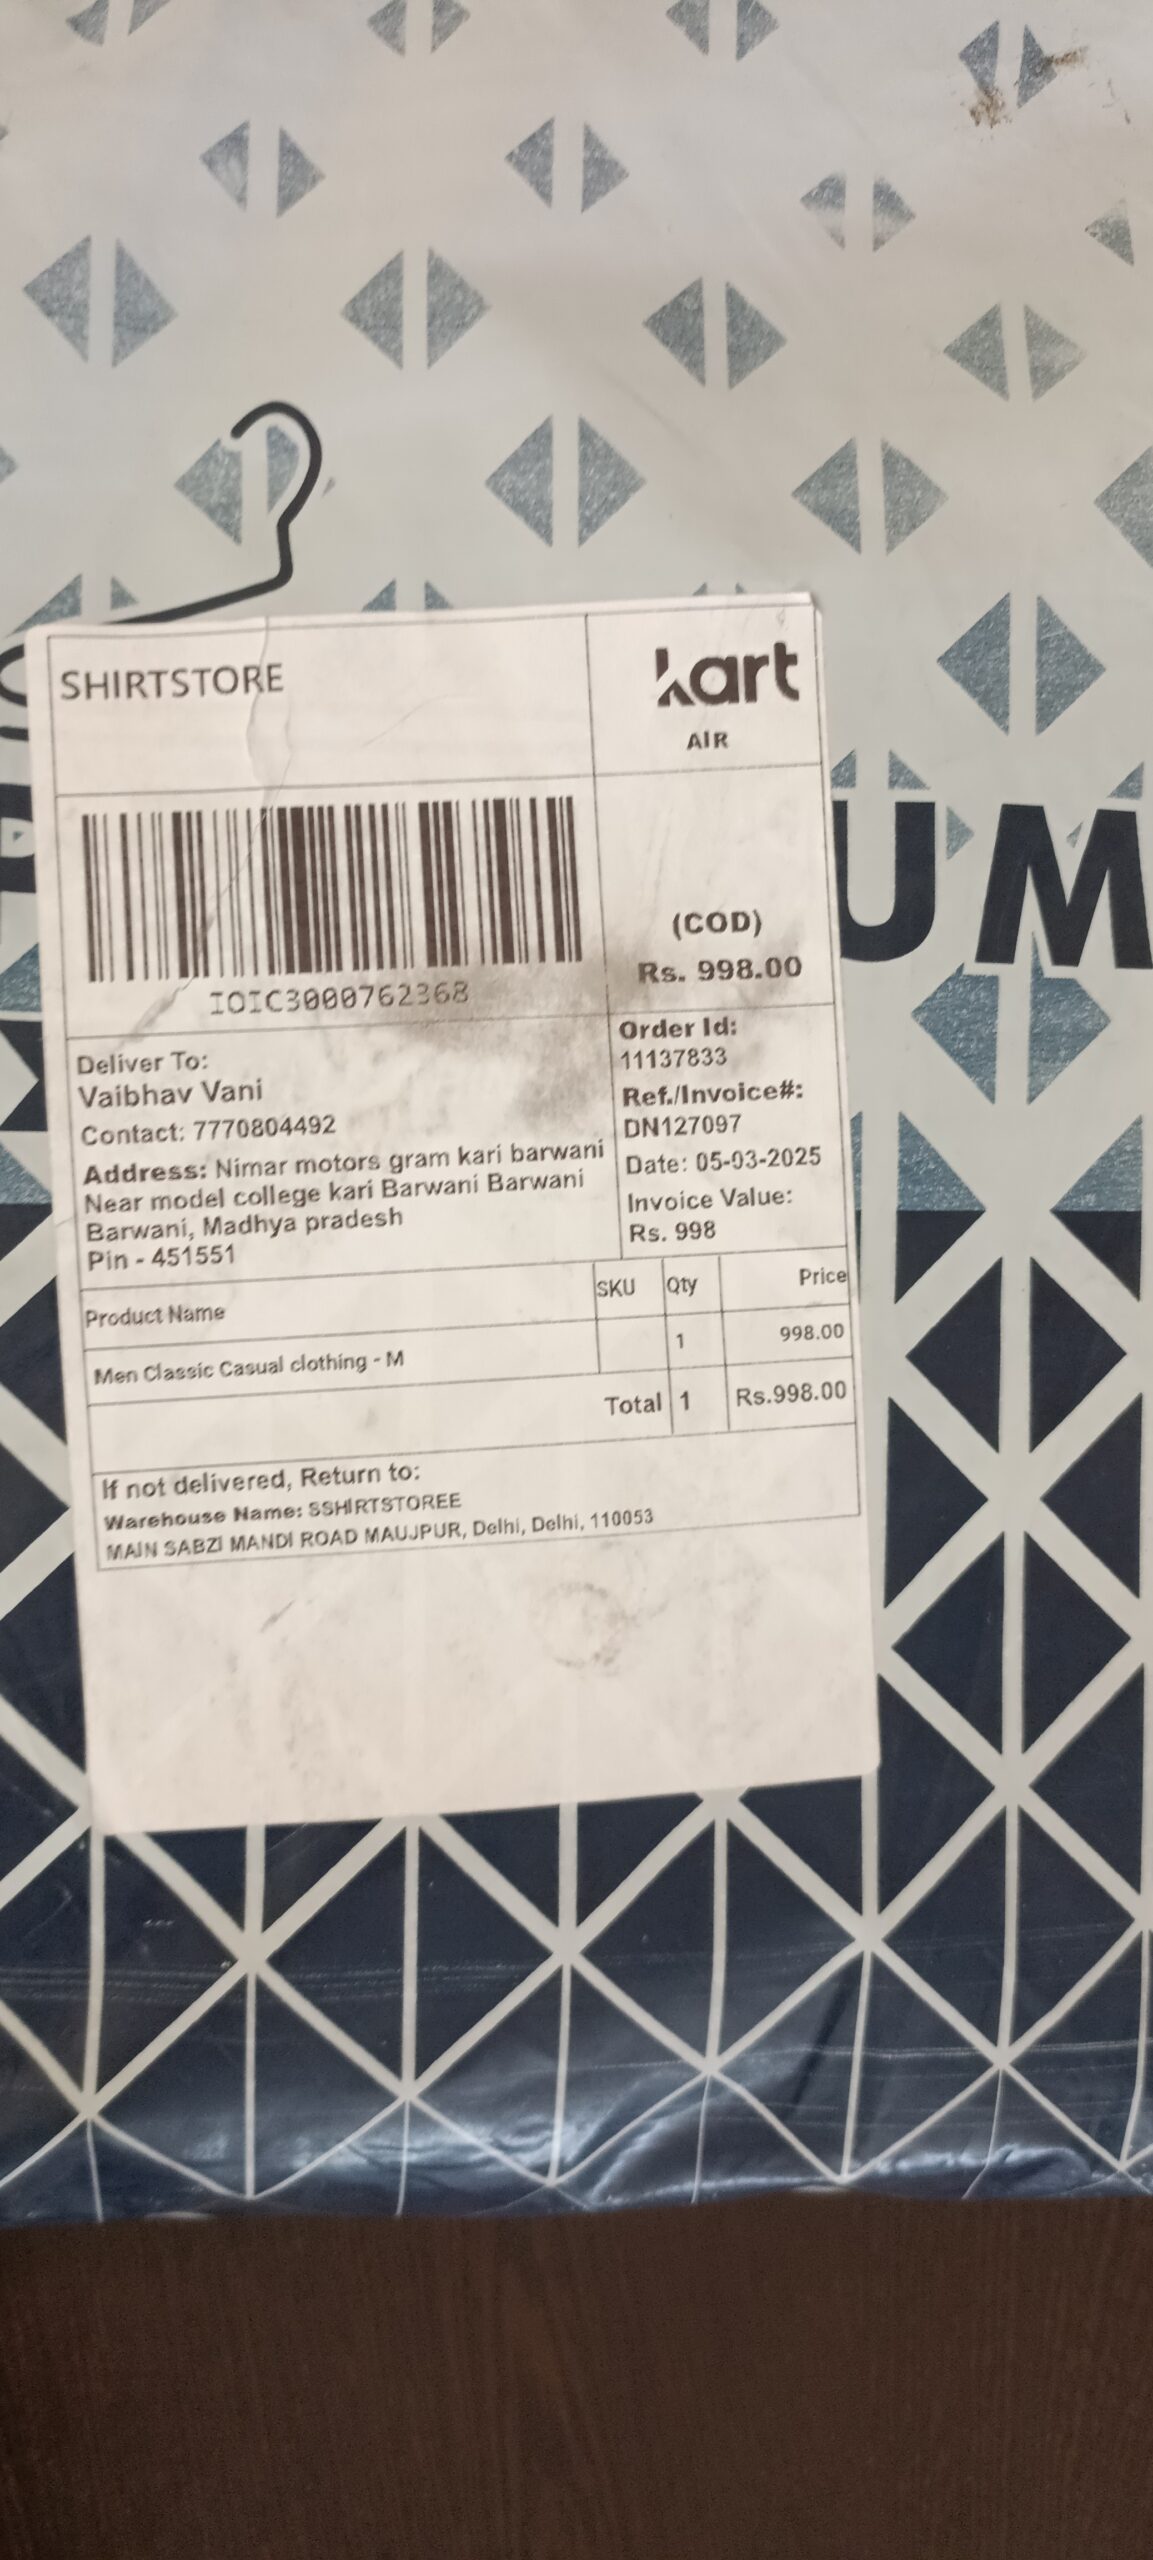 SHIRTSTORE
kart
AIR
IOIC3000762368
(COD)
Rs. 998.00
Deliver To:
Vaibhav Vani
Contact: 7770804492
Address: Nimar motors gram kari barwani
Near model college kari Barwani Barwani
Barwani, Madhya pradesh
Pin - 451551
Order Id:
11137833
Ref./Invoice#:
DN127097
Date: 05-03-2025
Invoice Value:
Rs. 998
Product Name SKU Qty Price
Men Classic Casual clothing - M 1 998.00
Total 1 Rs.998.00
If not delivered, Return to:
Warehouse Name: SSHIRTSTOREE
MAIN SABZI MANDI ROAD MAUJPUR, Delhi, Delhi, 110053
UM